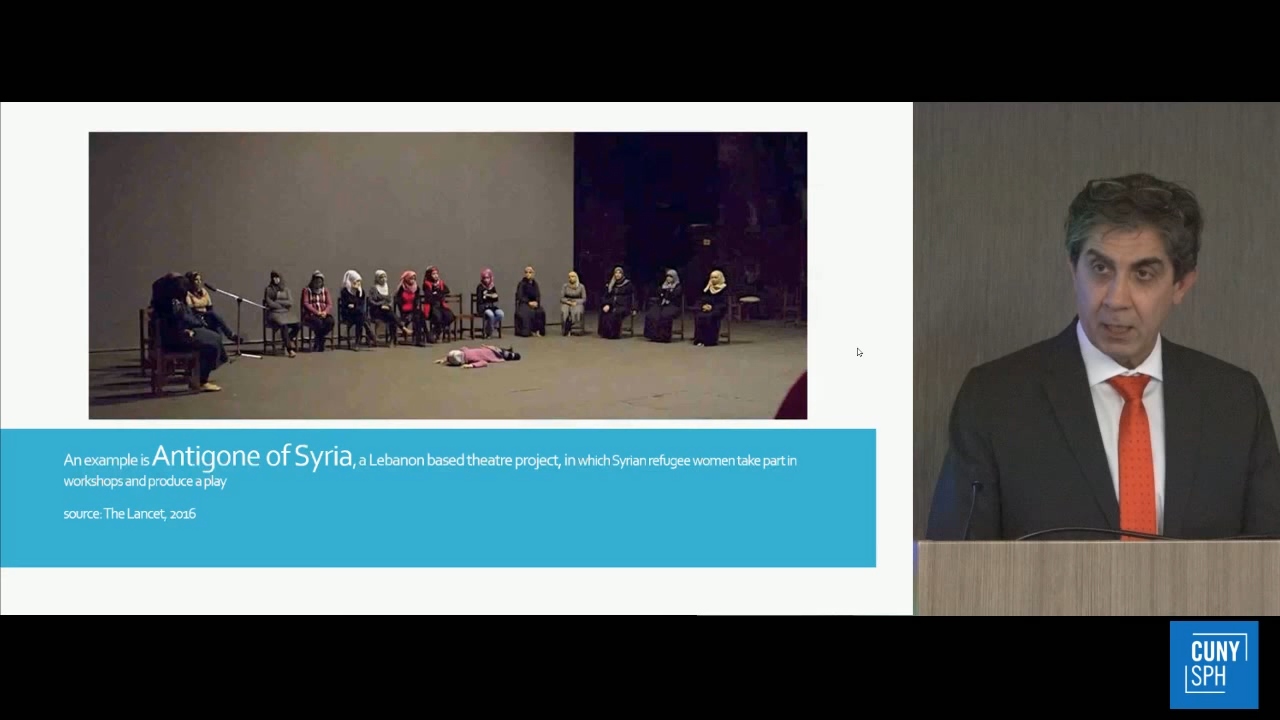 An example is Antigone of Syria, a Lebanon based theatre project, in which Syrian refugee women take part in
workshops and produce a play
source: The Lancet, 2016
CUNY
SPH